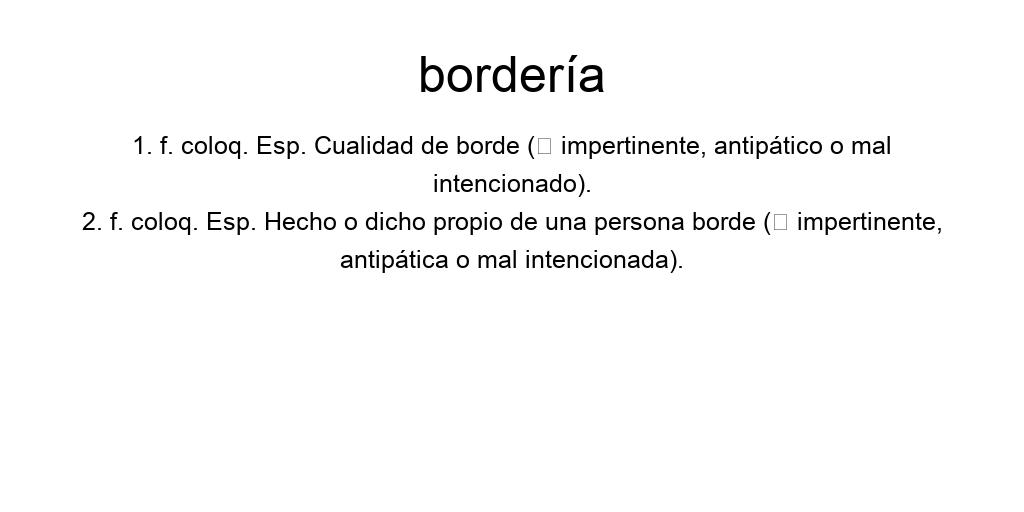 bordería
1. f. coloq. Esp. Cualidad de borde (□ impertinente, antipático o mal
intencionado).
2. f. coloq. Esp. Hecho o dicho propio de una persona borde (□ impertinente,
antipática o mal intencionada).